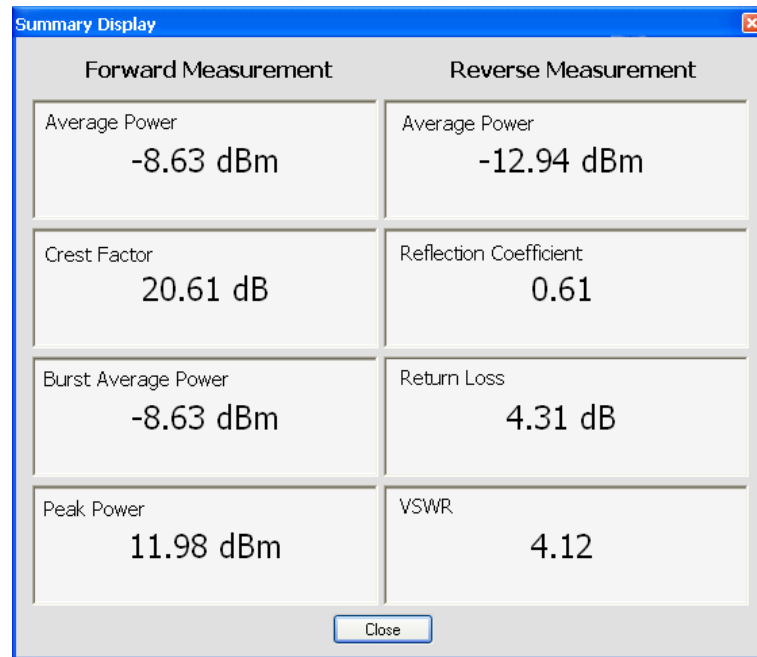 Summary Display
Forward Measurement
Reverse Measurement
Average Power
-8.63 dBm
Average Power
-12.94 dBm
Crest Factor
20.61 dB
Reflection Coefficient
0.61
Burst Average Power
-8.63 dBm
Return Loss
4.31 dB
Peak Power
11.98 dBm
VSWR
4.12
Close